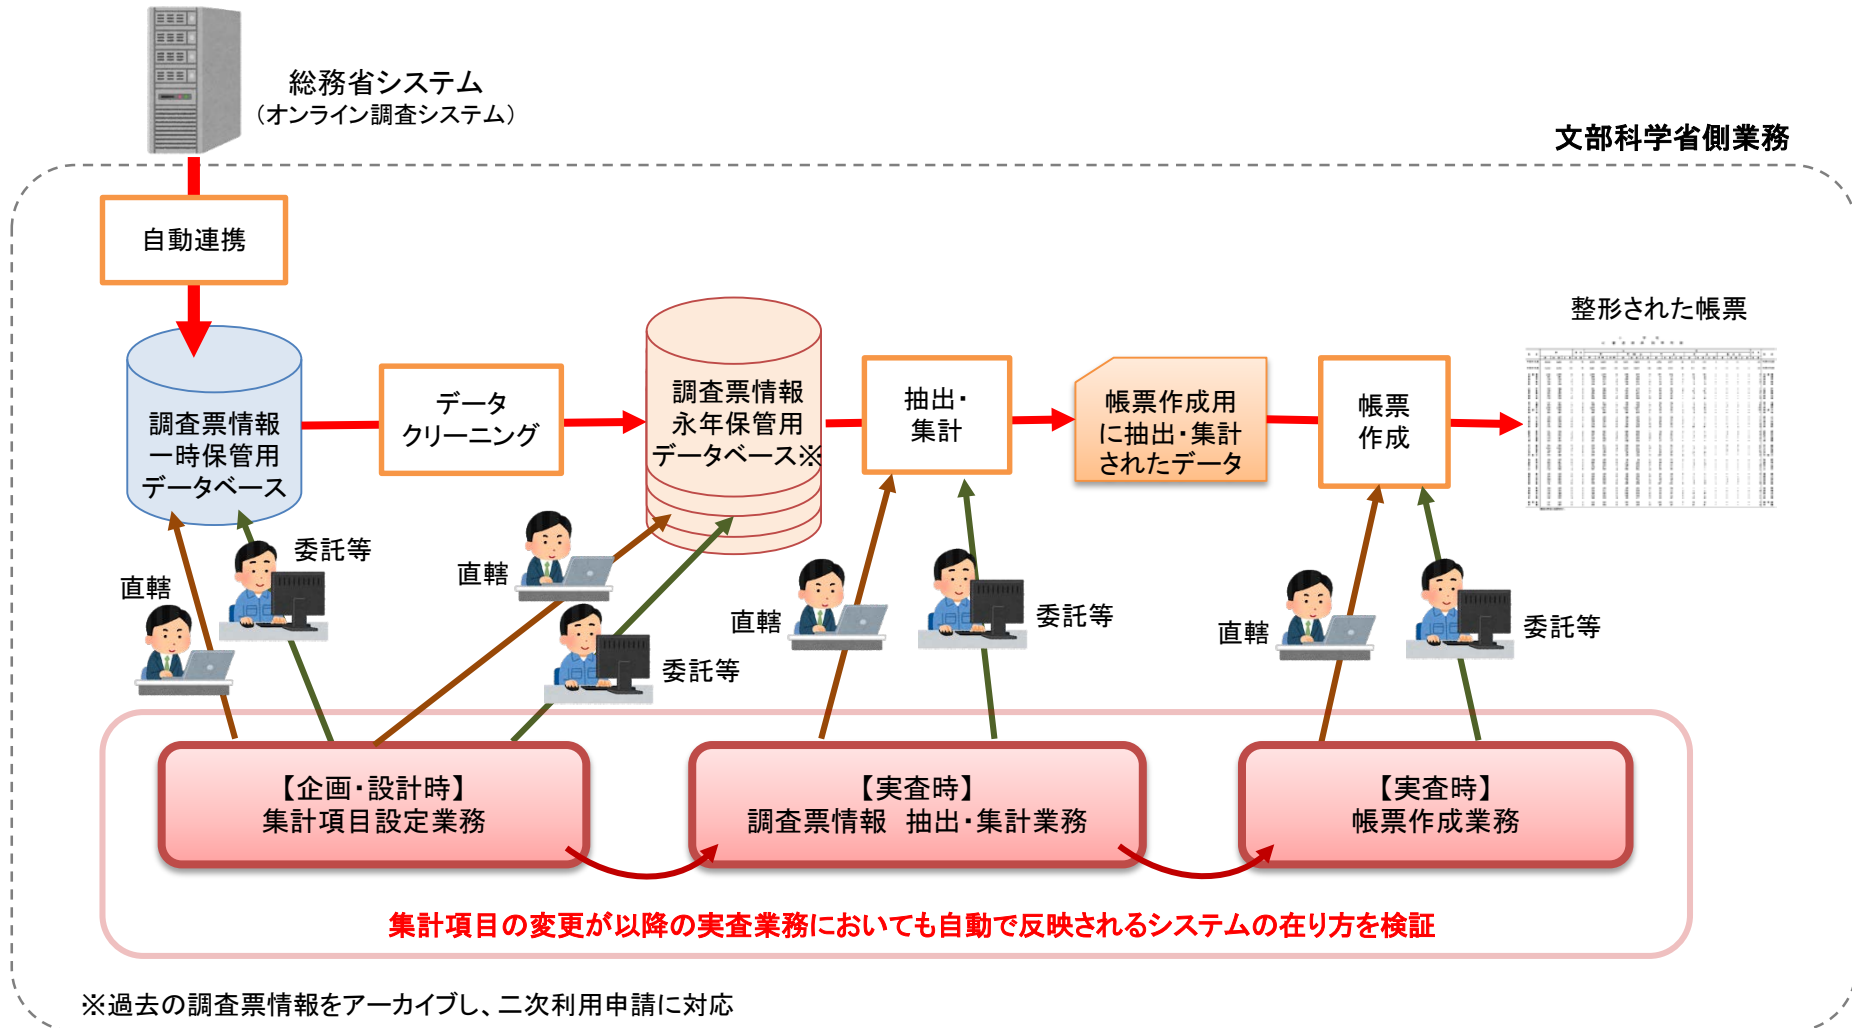 総務省システム
（オンライン調査システム）
文部科学省側業務
自動連携
整形された帳票
調査票情報
一時保管用
データベース
データ
クリーニング
調査票情報
永年保管用
データベース※
抽出・
集計
帳票作成用
に抽出・集計
されたデータ
帳票
作成
直轄
委託等
直轄
委託等
直轄
委託等
直轄
委託等
【企画・設計時】
集計項目設定業務
【実査時】
調査票情報　抽出・集計業務
【実査時】
帳票作成業務
集計項目の変更が以降の実査業務においても自動で反映されるシステムの在り方を検証
※過去の調査票情報をアーカイブし、二次利用申請に対応